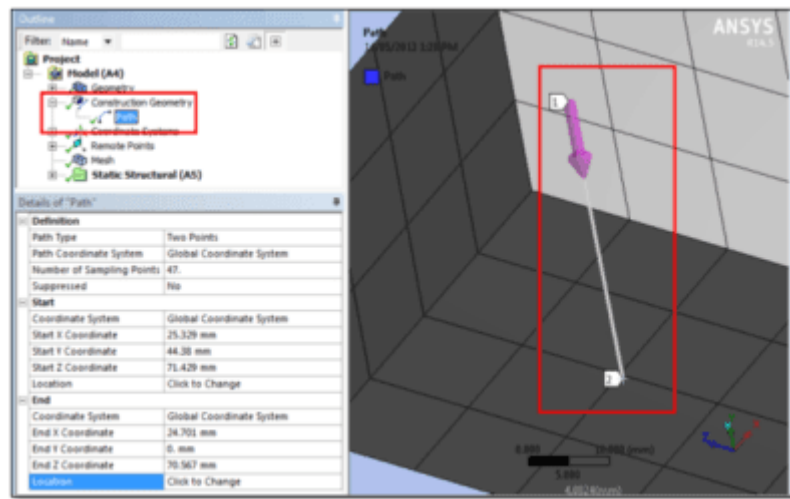 Outline
Filter: Name
Project
Model (A4)
Geometry
Construction Geometry
Path
Coordinate Systems
Remote Points
Mesh
Static Structural (A5)
Details of "Path"
Definition
Path Type Two Points
Path Coordinate System Global Coordinate System
Number of Sampling Points 47.
Suppressed No
Start
Coordinate System Global Coordinate System
Start X Coordinate 25.329 mm
Start Y Coordinate 44.38 mm
Start Z Coordinate 71.429 mm
Location Click to Change
End
Coordinate System Global Coordinate System
End X Coordinate 24.701 mm
End Y Coordinate 0. mm
End Z Coordinate 70.567 mm
Location Click to Change
Path
Path
ANSYS
R14.5
1
2
5.000